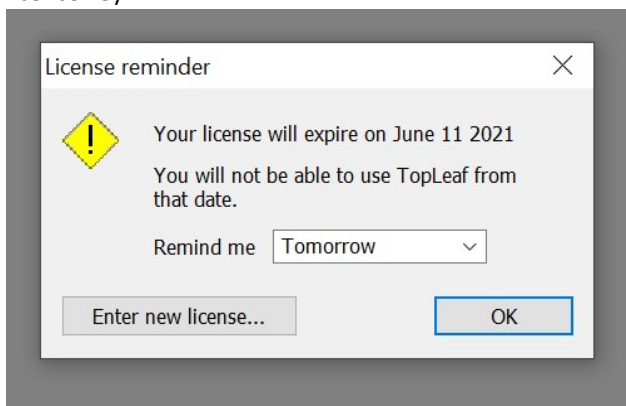 License reminder
Your license will expire on June 11 2021
You will not be able to use TopLeaf from
that date.
Remind me Tomorrow
Enter new license...
OK